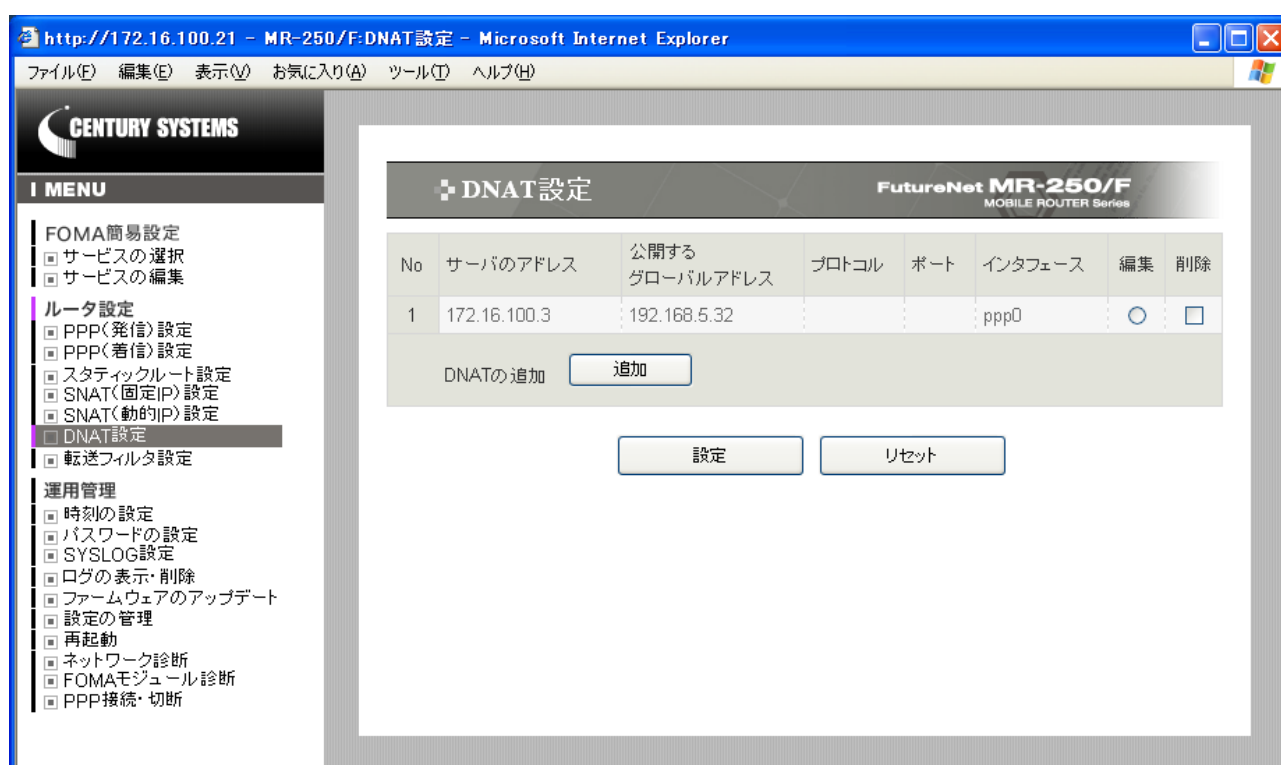 http://172.16.100.21 - MR-250/F:DNAT設定 - Microsoft Internet Explorer
ファイル(F) 編集(E) 表示(V) お気に入り(A) ツール(T) ヘルプ(H)
CENTURY SYSTEMS
MENU
FOMA簡易設定
サービスの選択
サービスの編集
ルータ設定
PPP(発信)設定
PPP(着信)設定
スタティックルート設定
SNAT(固定IP)設定
SNAT(動的IP)設定
DNAT設定
転送フィルタ設定
運用管理
時刻の設定
パスワードの設定
SYSLOG設定
ログの表示・削除
ファームウェアのアップデート
設定の管理
再起動
ネットワーク診断
FOMAモジュール診断
PPP接続・切断
DNAT設定
FutureNet MR-250/F
MOBILE ROUTER Series
No サーバのアドレス 公開する グローバルアドレス プロトコル ポート インタフェース 編集 削除
1 172.16.100.3 192.168.5.32 ppp0
DNATの追加 追加
設定 リセット